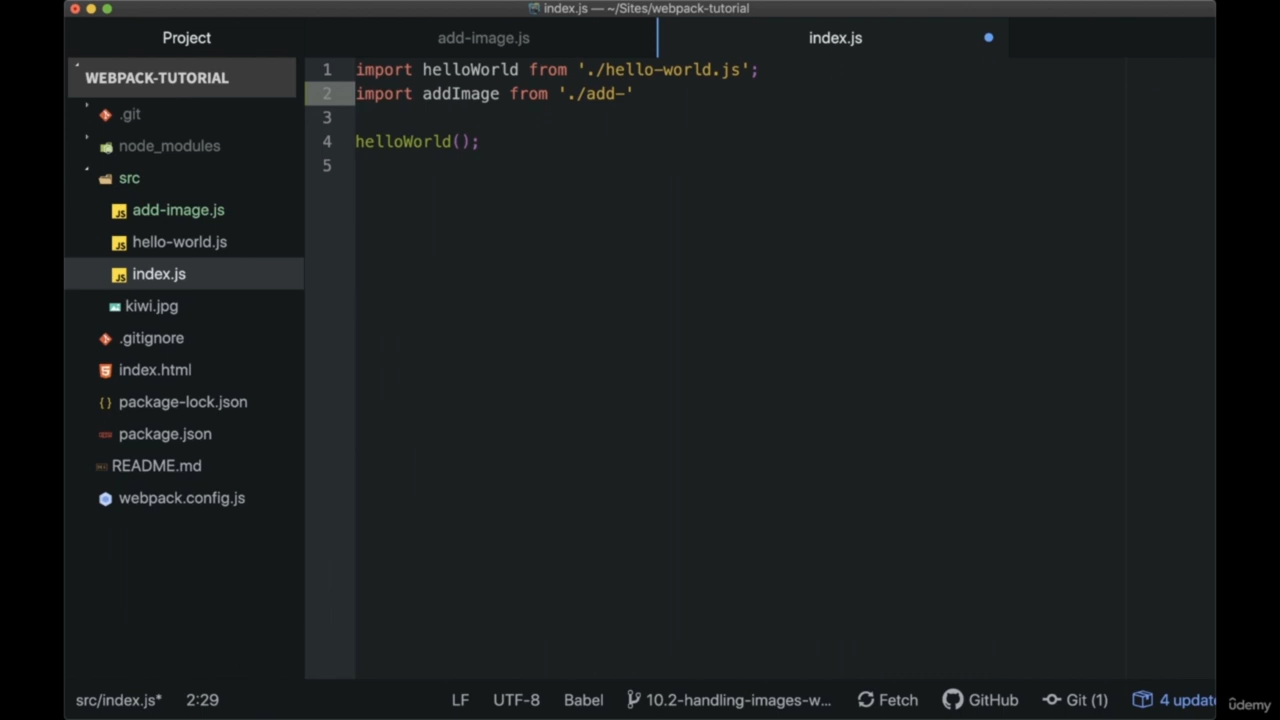 index.js — ~/Sites/webpack-tutorial
Project
add-image.js
index.js
WEBPACK-TUTORIAL
.git
node_modules
src
add-image.js
hello-world.js
index.js
kiwi.jpg
.gitignore
index.html
package-lock.json
package.json
README.md
webpack.config.js
1 import helloWorld from './hello-world.js';
2 import addImage from './add-'
3
4 helloWorld();
5
src/index.js* 2:29 LF UTF-8 Babel 10.2-handling-images-w... Fetch GitHub Git (1) 4 update
ûdemy